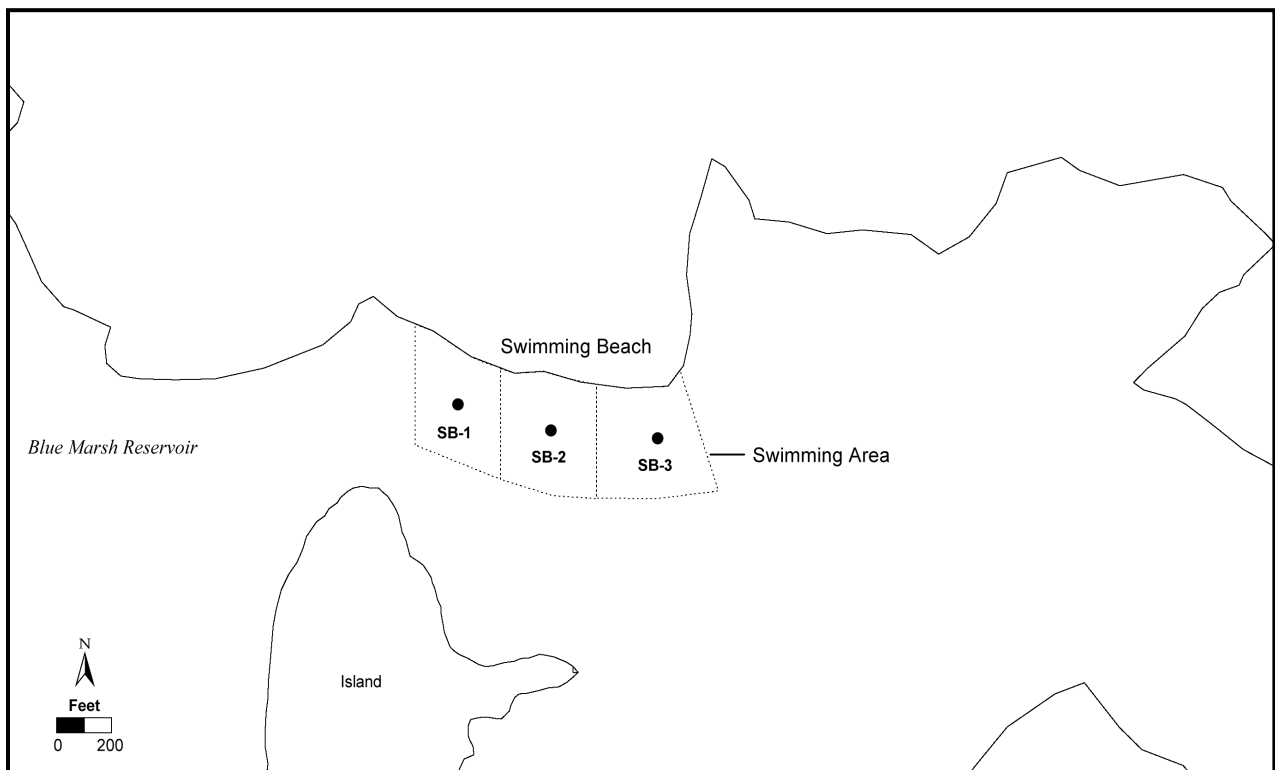 Swimming Beach
SB-1
SB-2
SB-3
Swimming Area
Blue Marsh Reservoir
N
Island
Feet
0 200